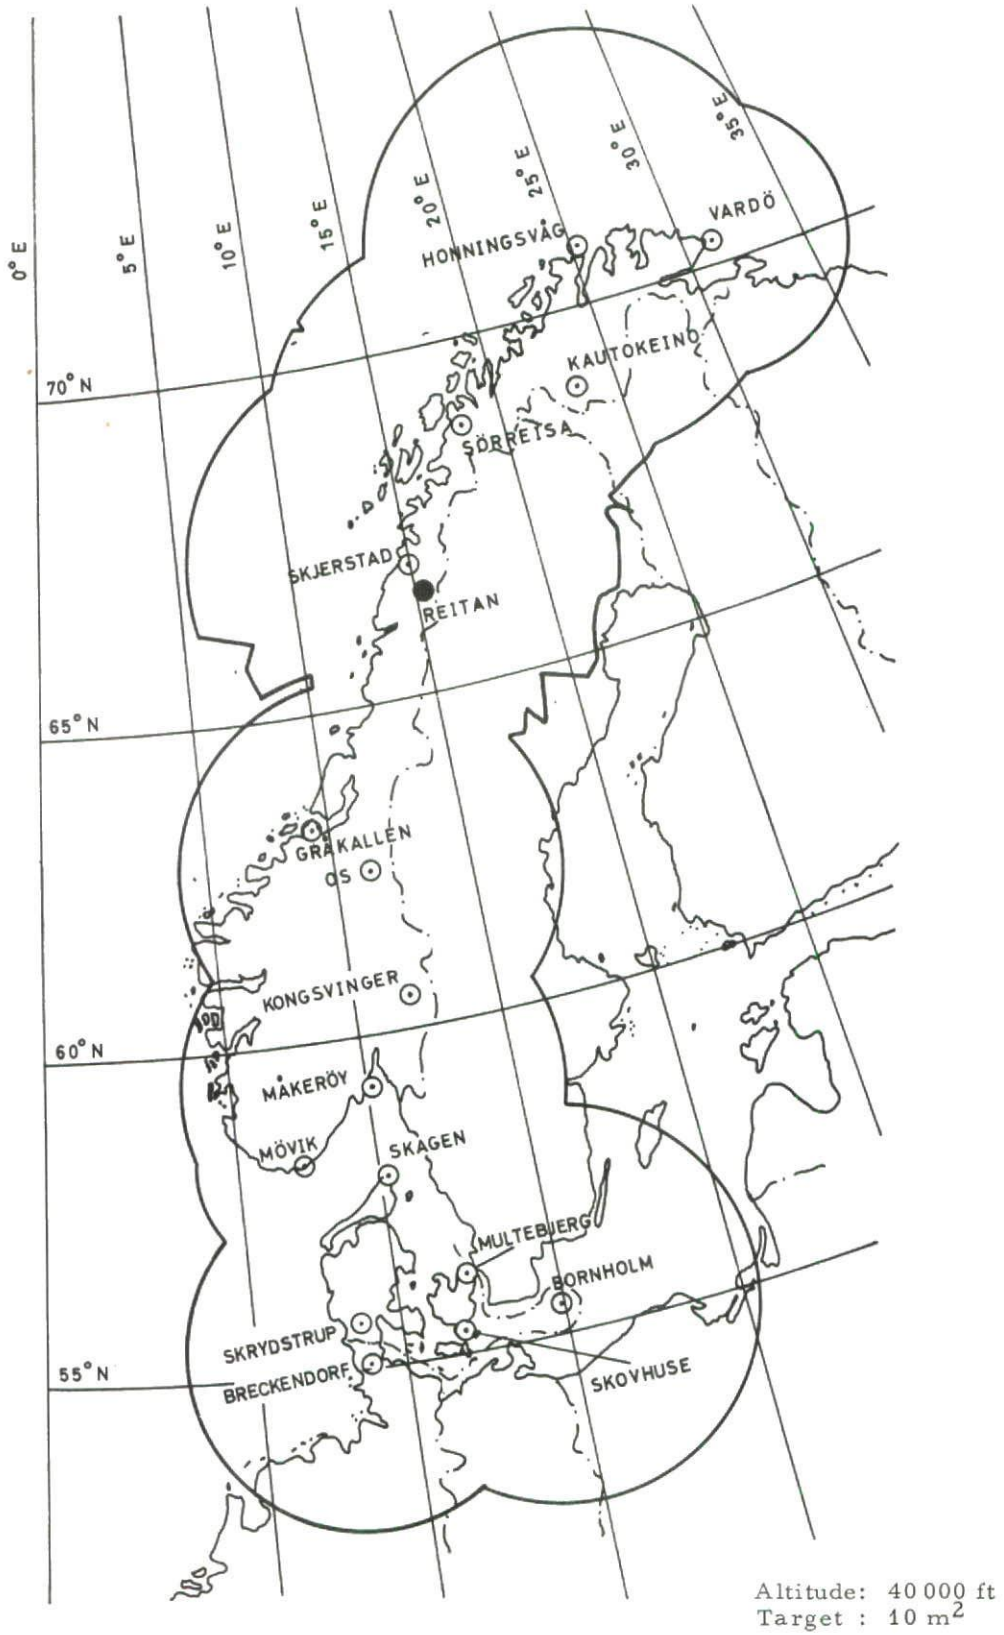 0° E
5° E
10° E
15° E
20° E
25° E
30° E
35° E
VARDÖ
HONNINGSVÅG
KAUTOKEINO
70° N
SÖRREISA
SKJERSTAD
REITAN
65° N
GRÅKALLEN
OS
KONGSVINGER
60° N
MÅKERÖY
MÖVIK
SKAGEN
MULTEBJERG
BORNHOLM
SKRYDSTRUP
BRECKENDORF
SKOVHUSE
55° N
Altitude: 40 000 ft
Target : 10 m²